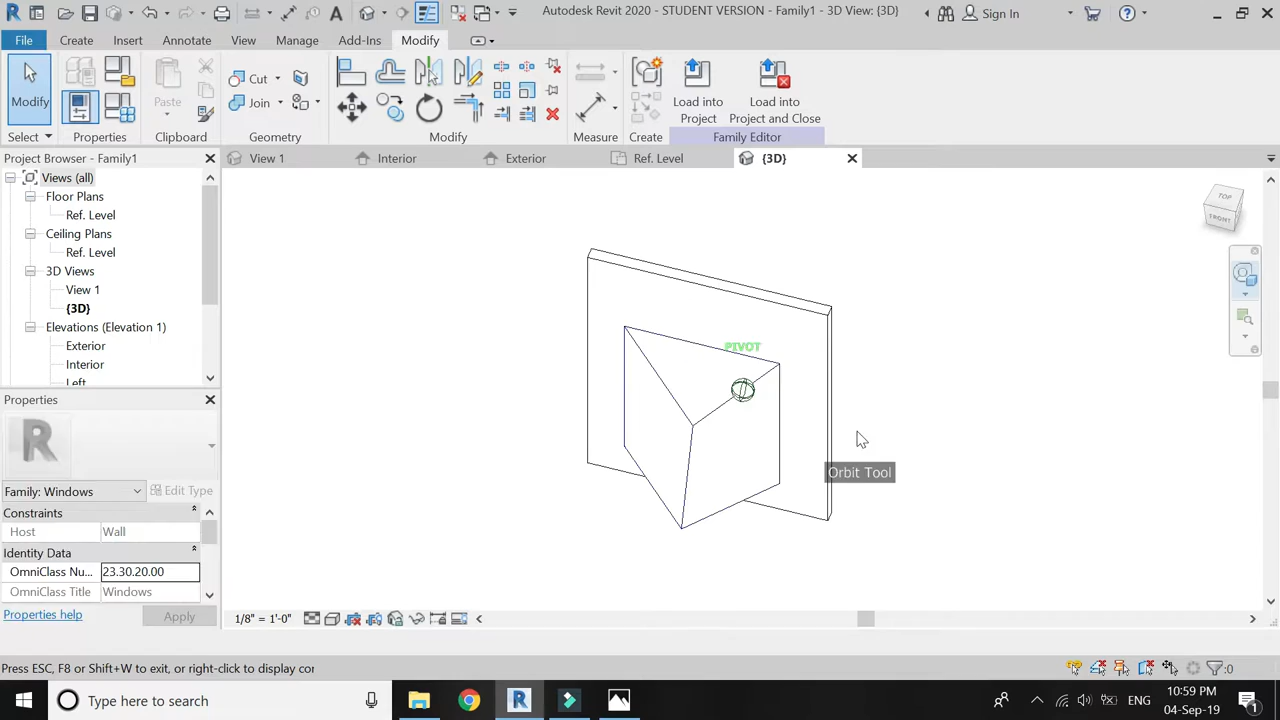 Autodesk Revit 2020 - STUDENT VERSION - Family1 - 3D View: {3D}
Sign In
File
Create
Insert
Annotate
View
Manage
Add-Ins
Modify
Modify
Paste
Cut
Join
Load into
Project
Load into
Project and Close
Select
Properties
Clipboard
Geometry
Modify
Measure
Create
Family Editor
Project Browser - Family1
View 1
Interior
Exterior
Ref. Level
{3D}
Views (all)
Floor Plans
Ref. Level
Ceiling Plans
Ref. Level
3D Views
View 1
{3D}
Elevations (Elevation 1)
Exterior
Interior
Left
TOP
FRONT
PIVOT
Orbit Tool
Properties
Family: Windows
Edit Type
Constraints
Host
Wall
Identity Data
OmniClass Nu...
23.30.20.00
OmniClass Title
Windows
Properties help
Apply
1/8" = 1'-0"
Press ESC, F8 or Shift+W to exit, or right-click to display cor
:0
Type here to search
ENG
10:59 PM
04-Sep-19
1